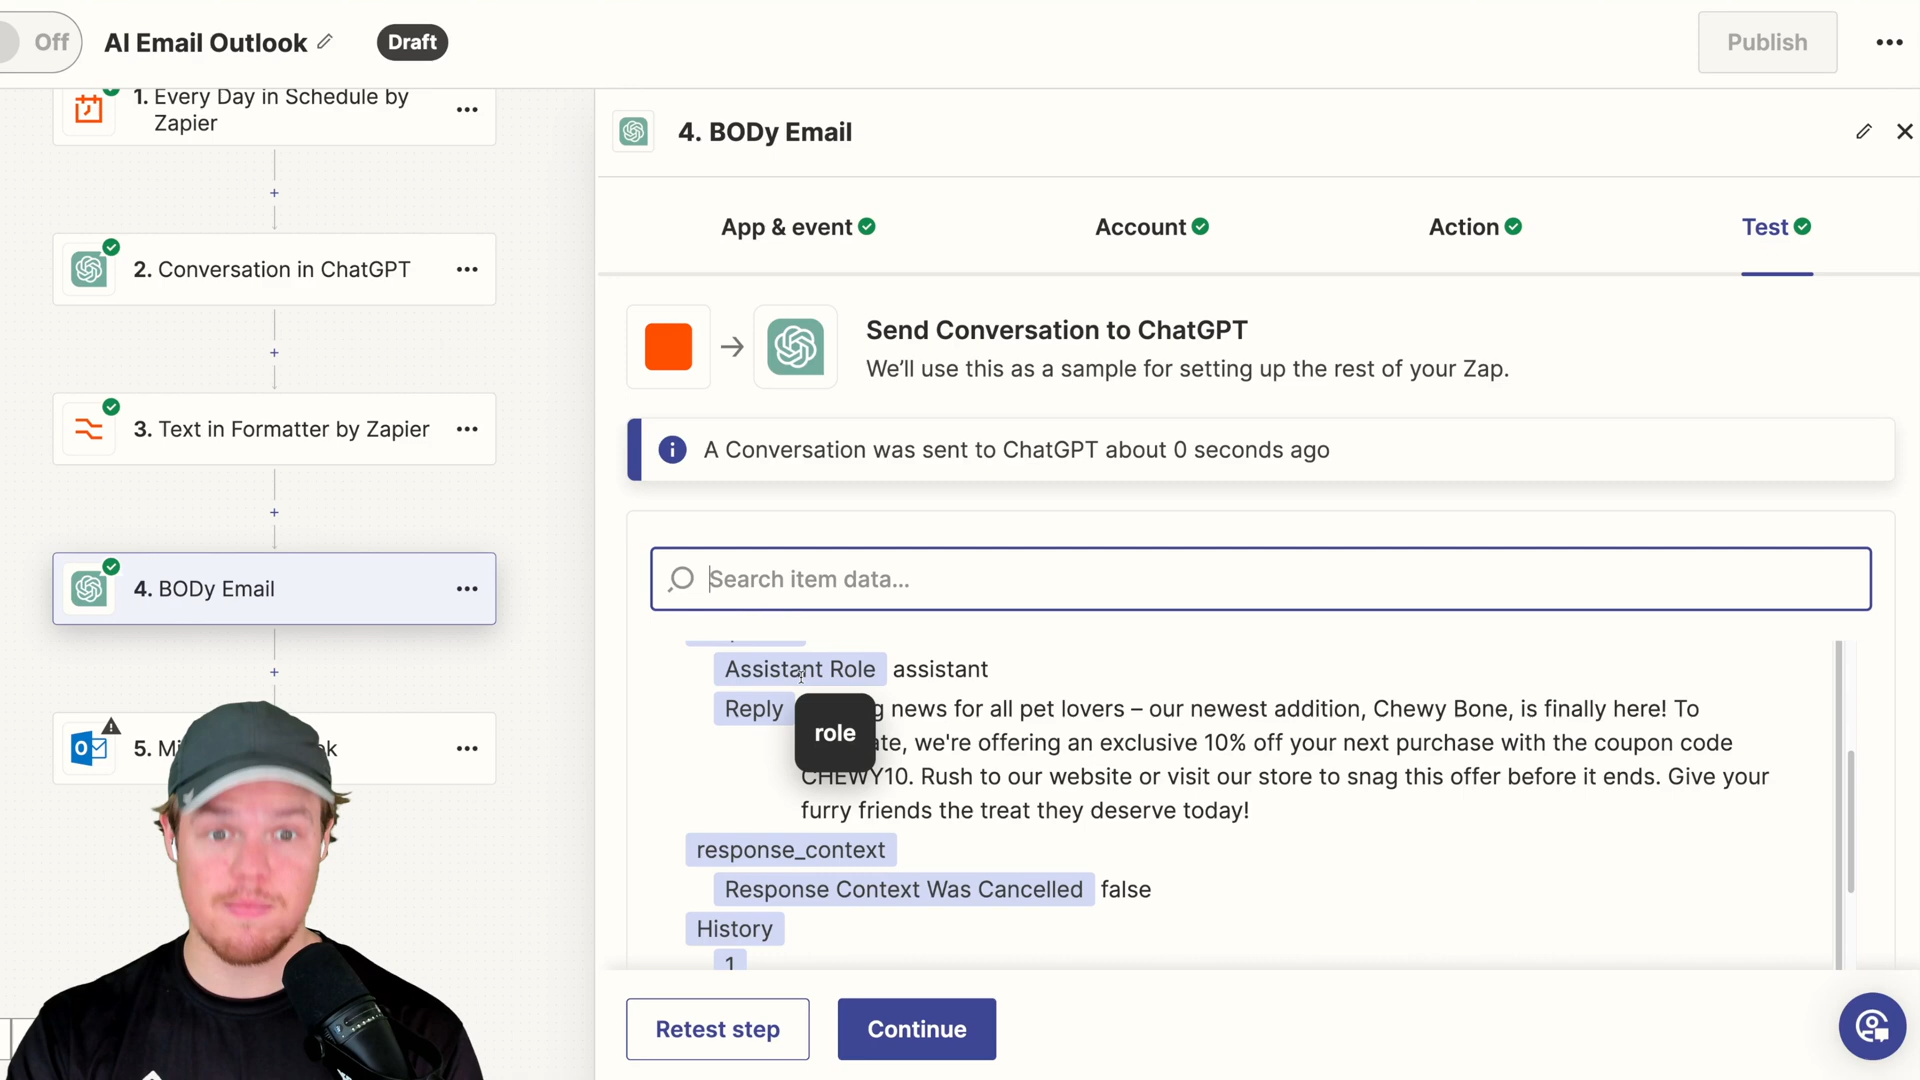 Off
AI Email Outlook
Draft
Publish
1. Every Day in Schedule by
Zapier
2. Conversation in ChatGPT
3. Text in Formatter by Zapier
4. BODy Email
5. Mi
k
4. BODy Email
App & event
Account
Action
Test
Send Conversation to ChatGPT
We'll use this as a sample for setting up the rest of your Zap.
A Conversation was sent to ChatGPT about 0 seconds ago
Search item data...
Assistant Role assistant
Reply g news for all pet lovers – our newest addition, Chewy Bone, is finally here! To
role
ate, we're offering an exclusive 10% off your next purchase with the coupon code
CHEWY10. Rush to our website or visit our store to snag this offer before it ends. Give your
furry friends the treat they deserve today!
response_context
Response Context Was Cancelled false
History
1
Retest step
Continue